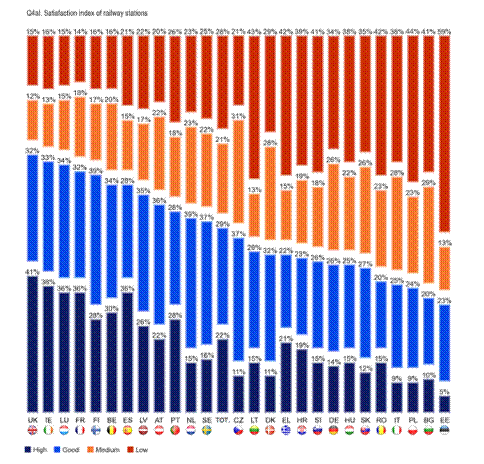 Q4aI. Satisfaction index of railway stations
15% 16% 15% 14% 16% 16% 21% 22% 20% 26% 23% 25% 28% 21% 43% 29% 42% 39% 41% 34% 38% 35% 42% 38% 44% 41% 59%
12% 13% 15% 18% 17% 20% 15% 17% 22% 18% 23% 22% 21% 31% 13% 28% 15% 19% 18% 26% 22% 26% 23% 28% 23% 29% 13%
32% 33% 34% 32% 39% 34% 28% 35% 36% 28% 39% 37% 29% 37% 29% 32% 22% 23% 26% 26% 25% 27% 20% 25% 24% 20% 23%
41% 38% 36% 36% 28% 30% 36% 26% 22% 28% 15% 16% 22% 11% 15% 11% 21% 19% 15% 14% 15% 12% 15% 9% 9% 10% 5%
UK IE LU FR FI BE ES LV AT PT NL SE TOT. CZ LT DK EL HR SI DE HU SK RO IT PL BG EE
High Good Medium Low